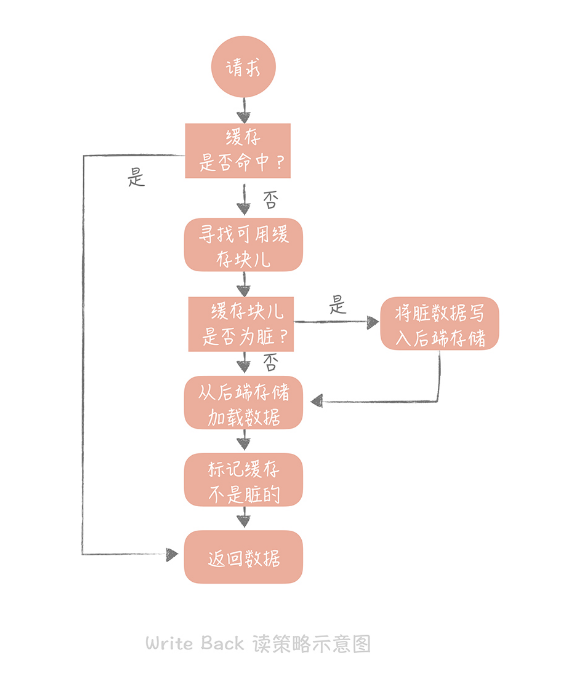 请求
缓存
是否命中？
是
否
寻找可用缓
存块儿
缓存块儿
是否为脏？
是
将脏数据写
入后端存储
否
从后端存储
加载数据
标记缓存
不是脏的
返回数据
Write Back 读策略示意图